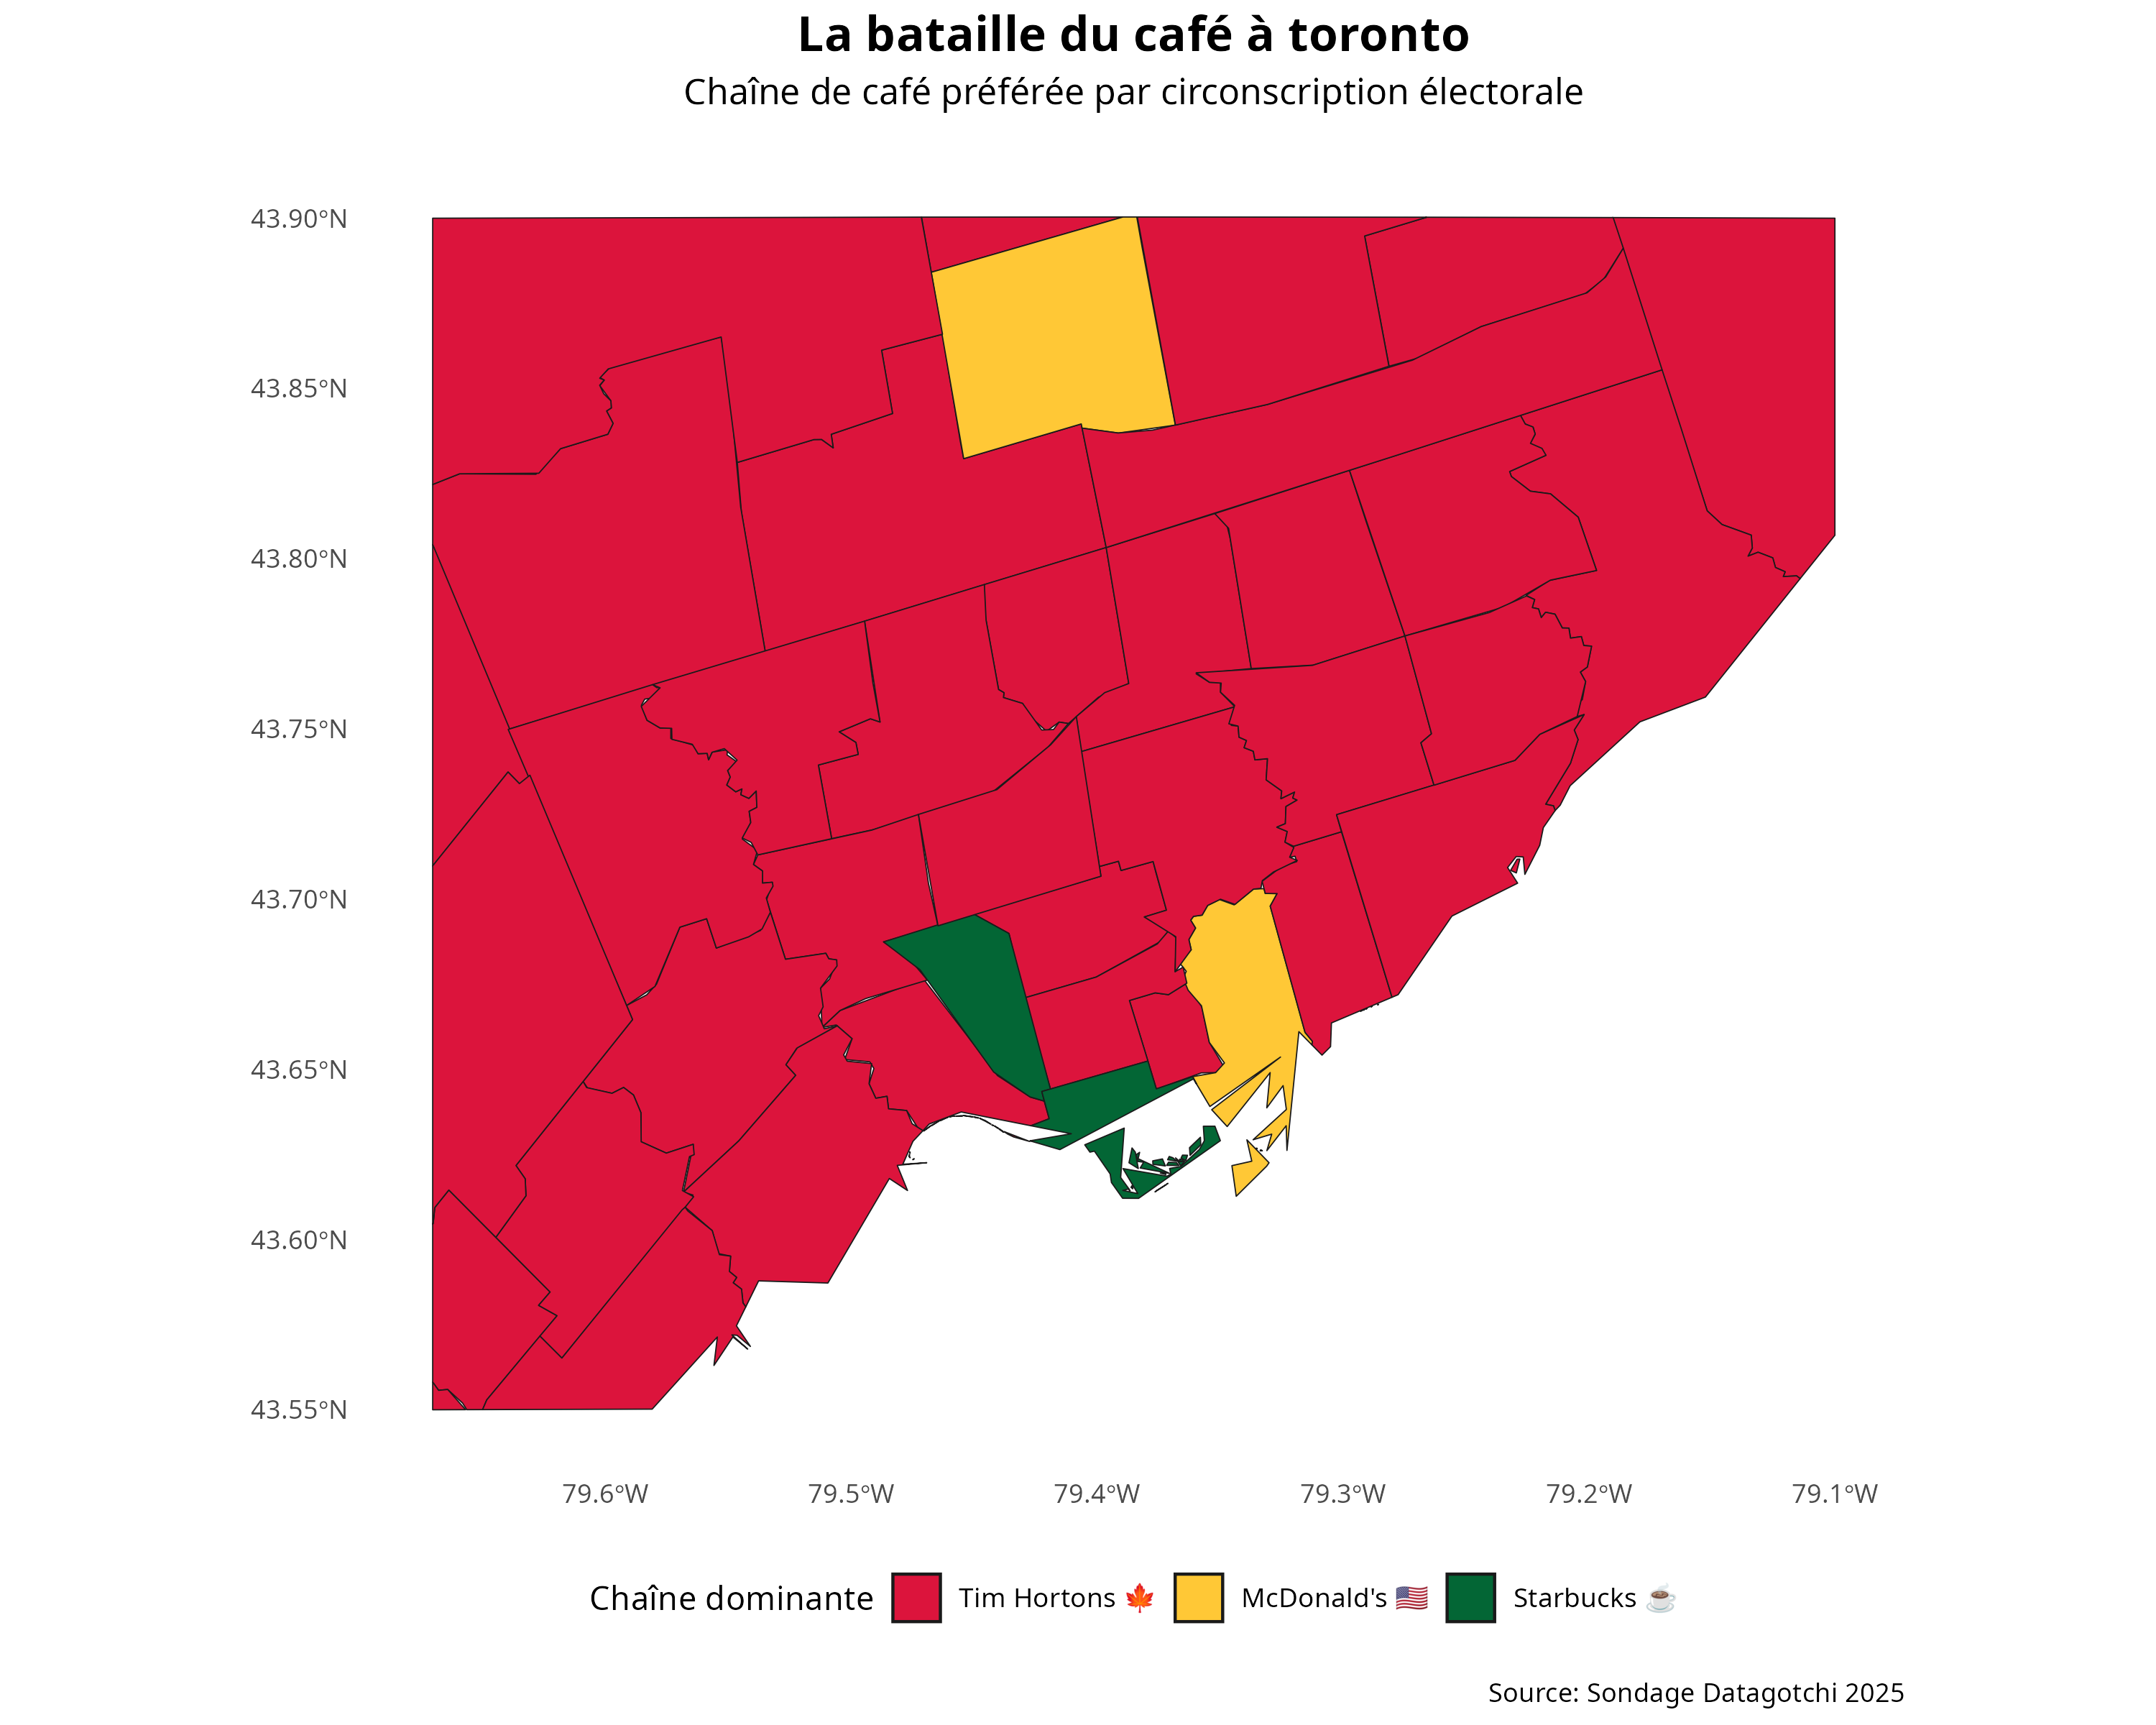 La bataille du café à toronto
Chaîne de café préférée par circonscription électorale
43.90°N
43.85°N
43.80°N
43.75°N
43.70°N
43.65°N
43.60°N
43.55°N
79.6°W 79.5°W 79.4°W 79.3°W 79.2°W 79.1°W
Chaîne dominante Tim Hortons 🍁 McDonald's 🇺🇸 Starbucks ☕
Source: Sondage Datagotchi 2025